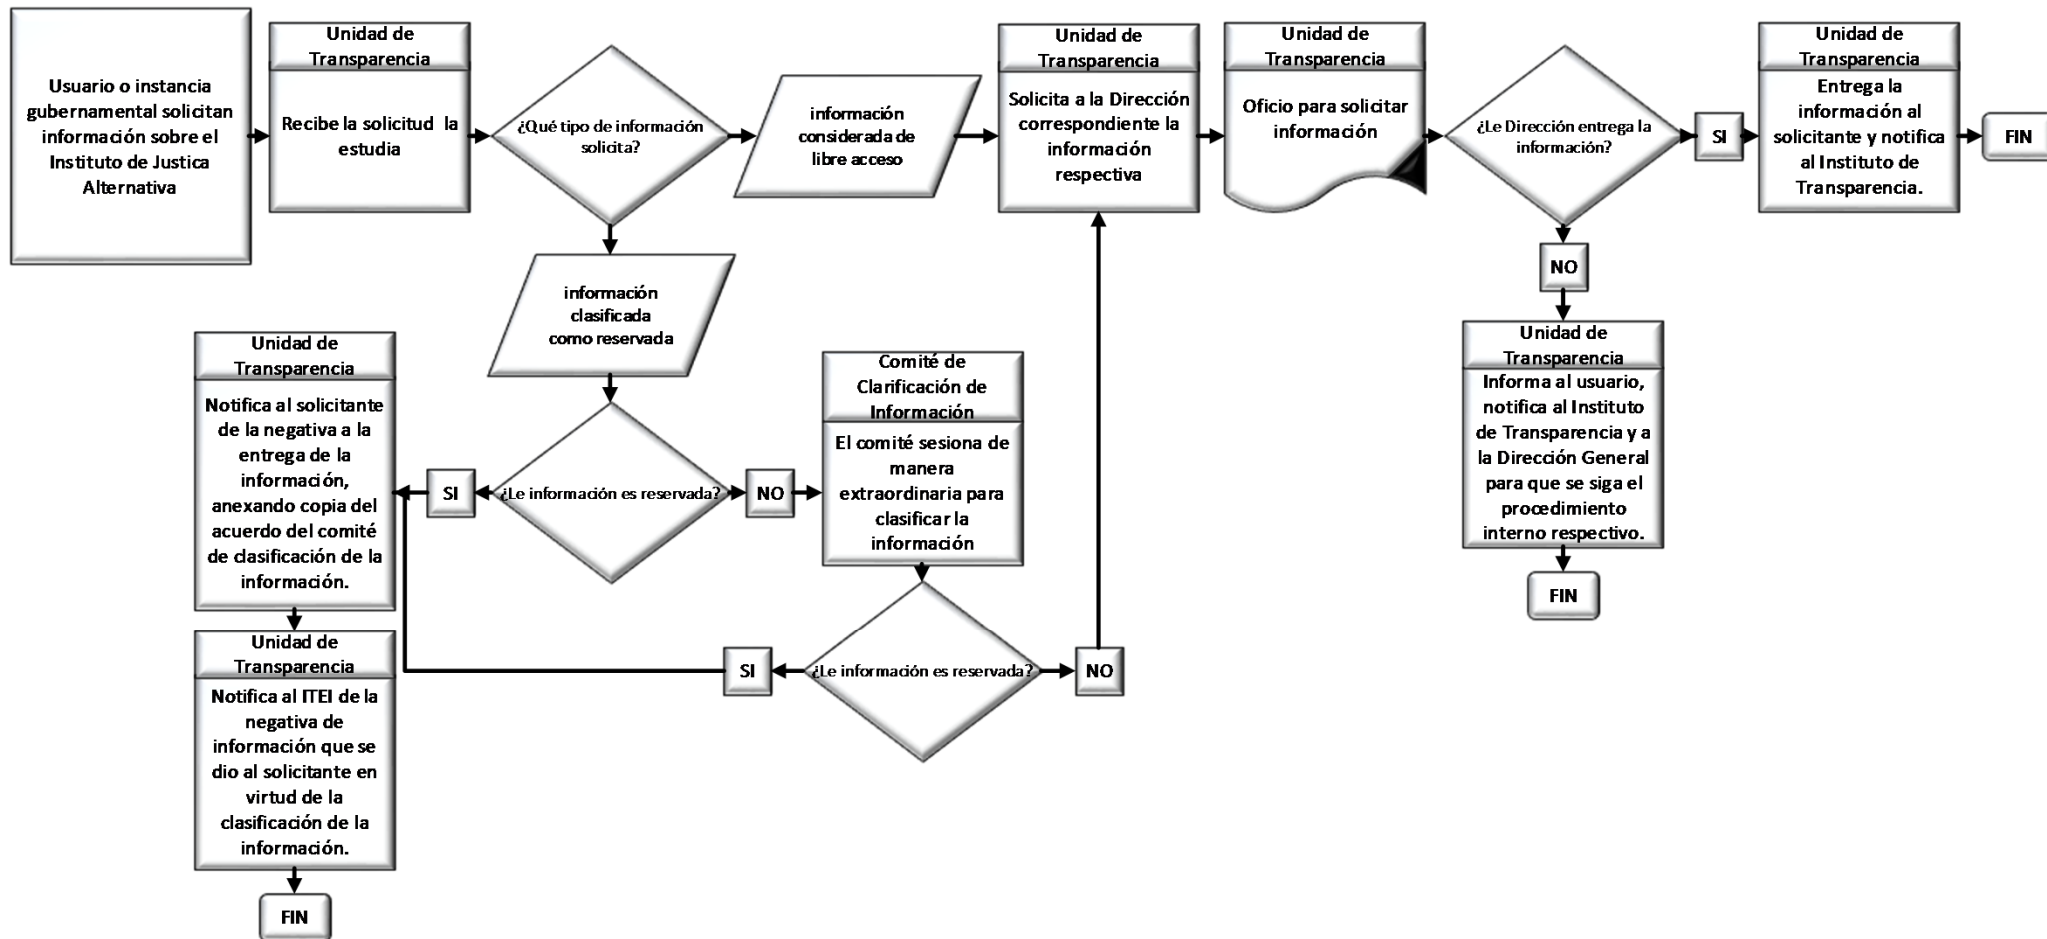 Usuario o instancia
gubernamental solicitan
información sobre el
Instituto de Justica
Alternativa
Unidad de
Transparencia
Recibe la solicitud la
estudia
¿Qué tipo de información
solicita?
información
considerada de
libre acceso
Unidad de
Transparencia
Solicita a la Dirección
correspondiente la
información
respectiva
Unidad de
Transparencia
Oficio para solicitar
información
¿Le Dirección entrega la
información?
SI
Unidad de
Transparencia
Entrega la
información al
solicitante y notifica
al Instituto de
Transparencia.
FIN
NO
Unidad de
Transparencia
Informa al usuario,
notifica al Instituto
de Transparencia y a
la Dirección General
para que se siga el
procedimiento
interno respectivo.
FIN
información
clasificada
como reservada
¿Le información es reservada?
SI
NO
Unidad de
Transparencia
Notifica al solicitante
de la negativa a la
entrega de la
información,
anexando copia del
acuerdo del comité
de clasificación de la
información.
Comité de
Clarificación de
Información
El comité sesiona de
manera
extraordinaria para
clasificar la
información
¿Le información es reservada?
SI
NO
Unidad de
Transparencia
Notifica al ITEI de la
negativa de
información que se
dio al solicitante en
virtud de la
clasificación de la
información.
FIN